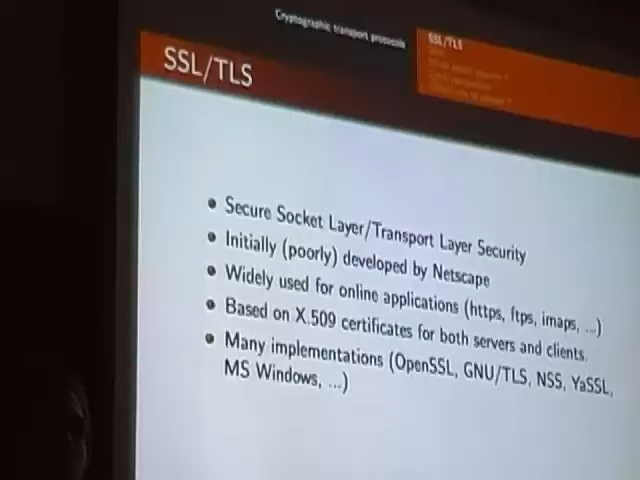 Cryptographic transport protocols
SSL/TLS
SSL/TLS
• Secure Socket Layer/Transport Layer Security
• Initially (poorly) developed by Netscape
• Widely used for online applications (https, ftps, imaps, ...)
• Based on X.509 certificates for both servers and clients.
• Many implementations (OpenSSL, GNU/TLS, NSS, YaSSL,
MS Windows, ...)